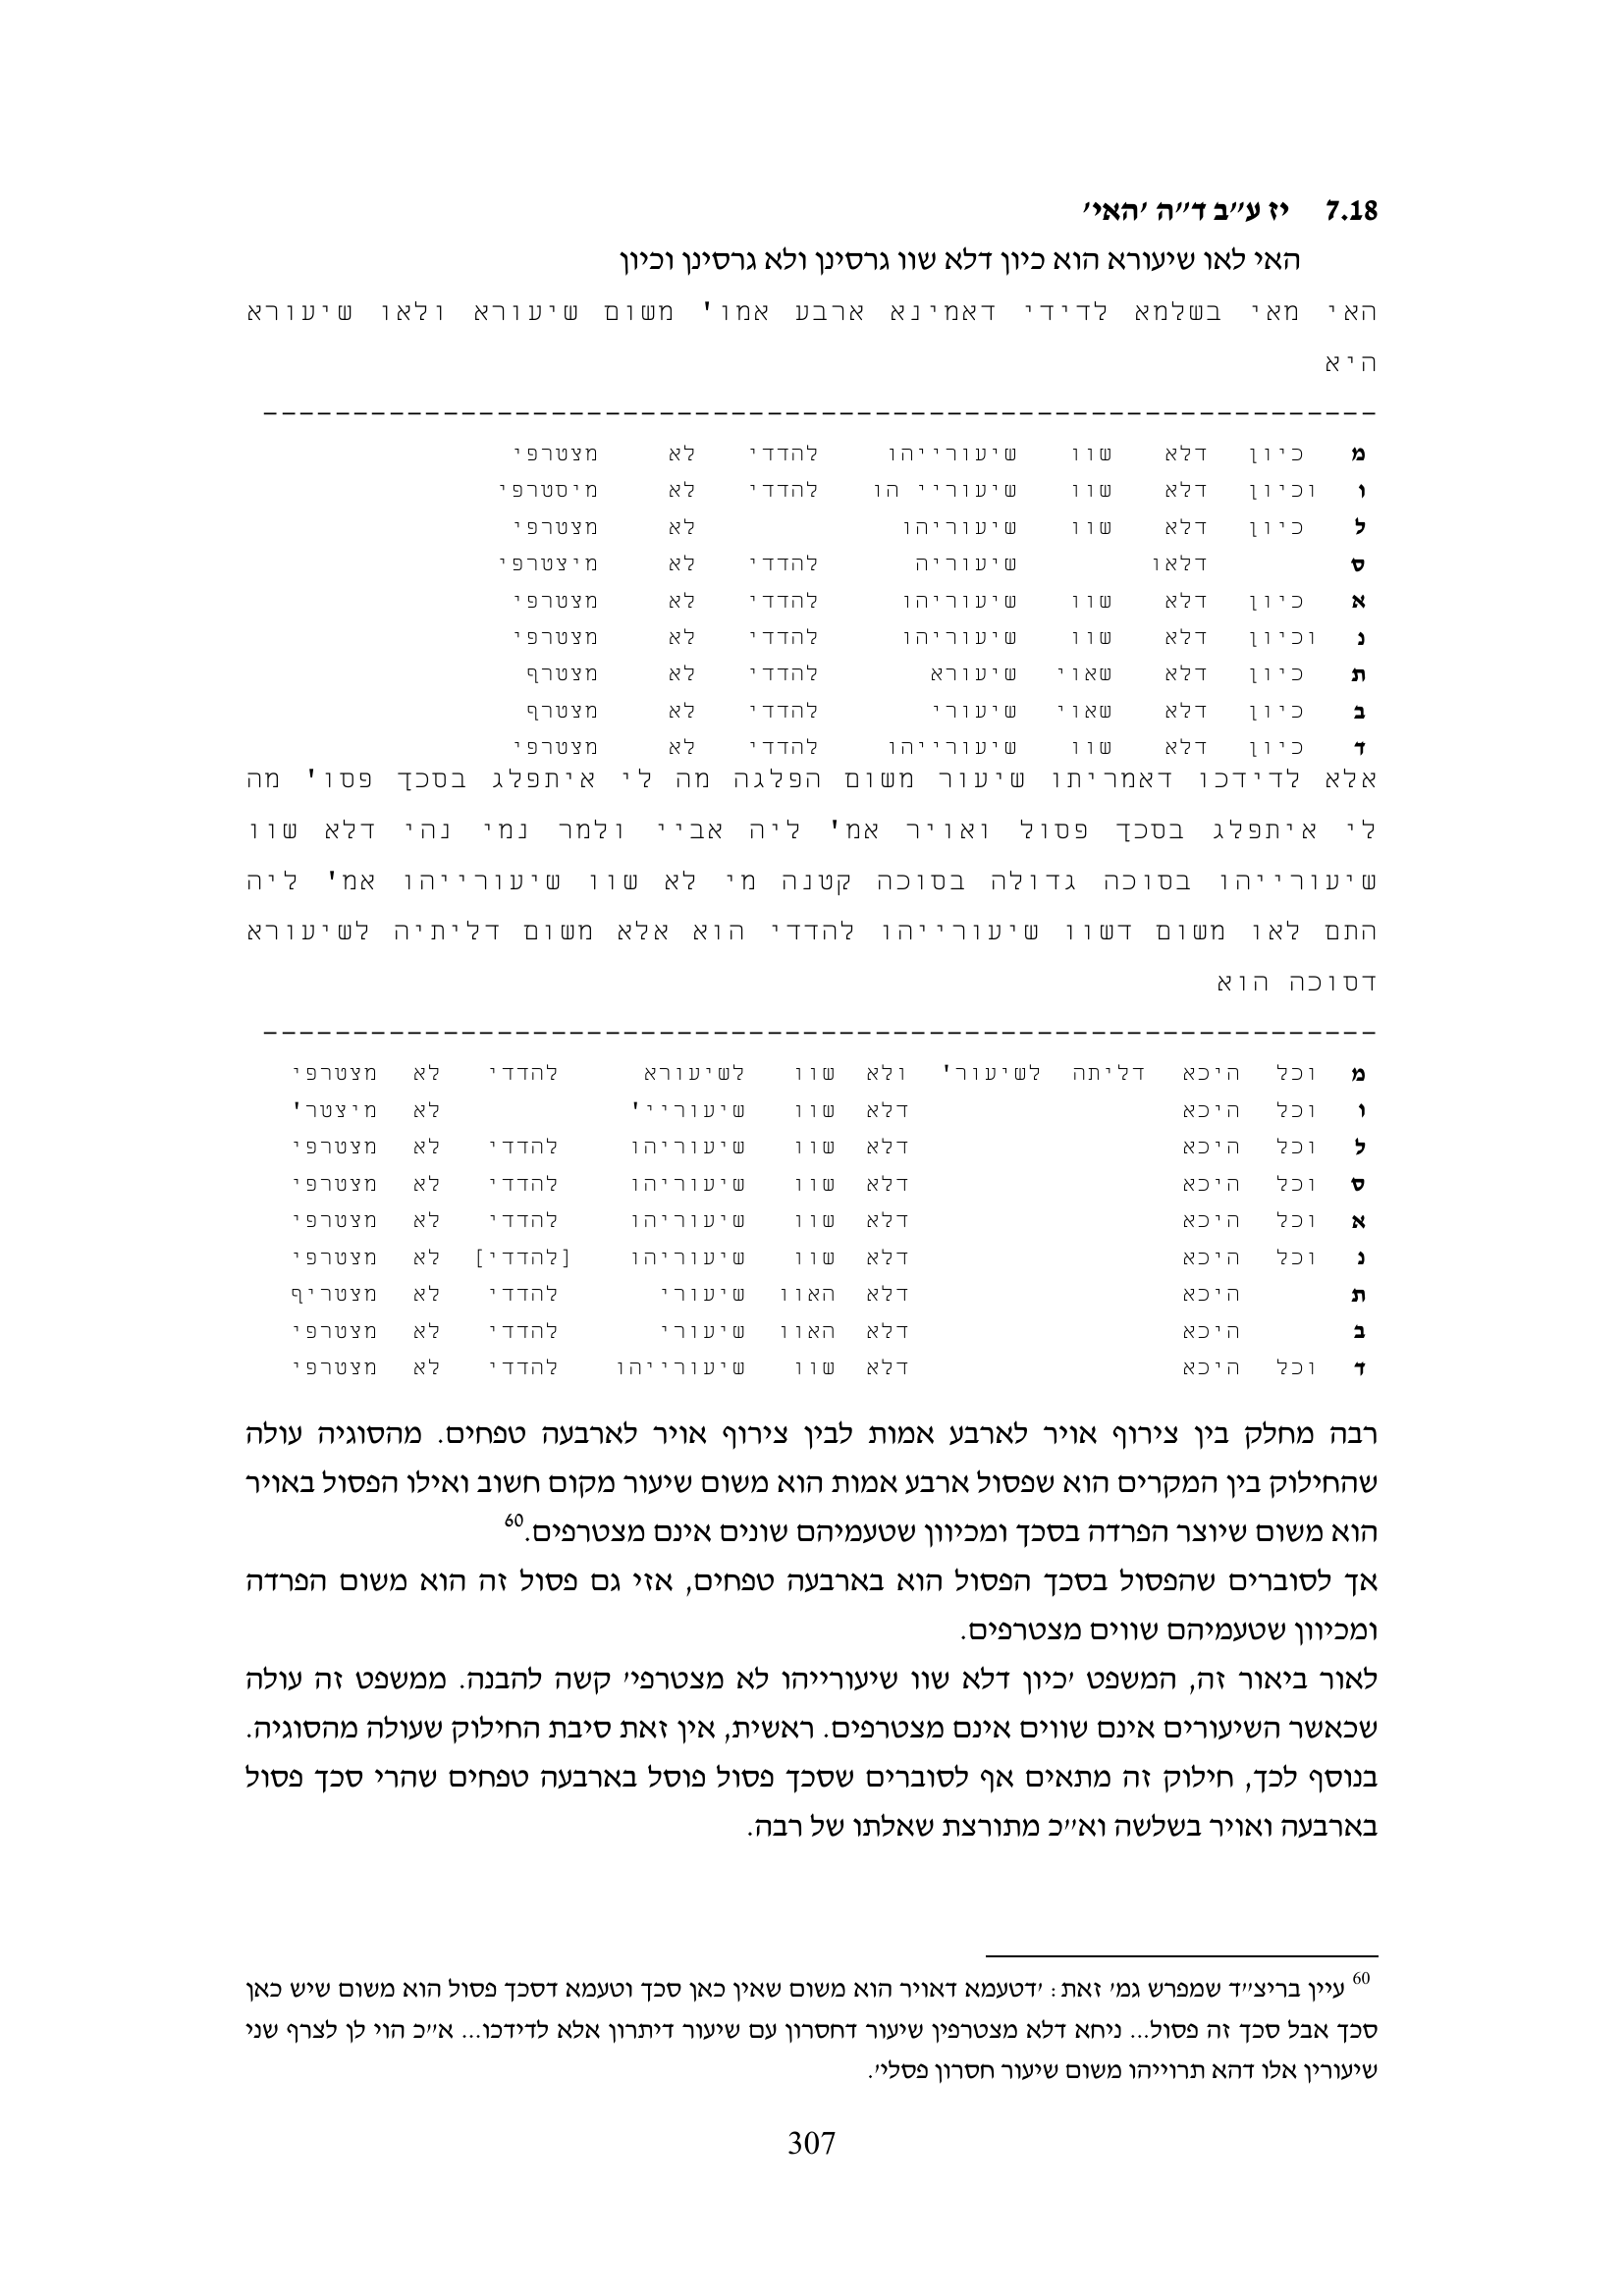 7.18 יז ע״ב ד״ה ׳האי׳
האי לאו שיעורא הוא כיון דלא שוו גרסינן ולא גרסינן וכיון
האי מאי בשלמא לדידי דאמינא ארבע אמו' משום שיעורא ולאו שיעורא
היא
--------------------------------------------------------------
מ כיון דלא שוו שיעורייהו להדדי לא מצטרפי
ו וכיון דלא שוו שיעוריי הו להדדי לא מיסטרפי
ל כיון דלא שוו שיעוריהו לא מצטרפי
ס דלאו שיעוריה להדדי לא מיצטרפי
א כיון דלא שוו שיעוריהו להדדי לא מצטרפי
נ וכיון דלא שוו שיעוריהו להדדי לא מצטרפי
ת כיון דלא שאוי שיעורא להדדי לא מצטרף
ב כיון דלא שאוי שיעורי להדדי לא מצטרף
ד כיון דלא שוו שיעורייהו להדדי לא מצטרפי
אלא לדידכו דאמריתו שיעור משום הפלגה מה לי איתפלג בסכך פסו' מה
לי איתפלג בסכך פסול ואויר אמ' ליה אביי ולמר נמי נהי דלא שוו
שיעורייהו בסוכה גדולה בסוכה קטנה מי לא שוו שיעורייהו אמ' ליה
התם לאו משום דשוו שיעורייהו להדדי הוא אלא משום דליתיה לשיעורא
דסוכה הוא
--------------------------------------------------------------
מ וכל היכא דליתה לשיעור' ולא שוו לשיעורא להדדי לא מצטרפי
ו וכל היכא דלא שוו שיעוריי' לא מיצטר'
ל וכל היכא דלא שוו שיעוריהו להדדי לא מצטרפי
ס וכל היכא דלא שוו שיעוריהו להדדי לא מצטרפי
א וכל היכא דלא שוו שיעוריהו להדדי לא מצטרפי
נ וכל היכא דלא שוו שיעוריהו [להדדי] לא מצטרפי
ת היכא דלא האוו שיעורי להדדי לא מצטריף
ב היכא דלא האוו שיעורי להדדי לא מצטרפי
ד וכל היכא דלא שוו שיעורייהו להדדי לא מצטרפי
רבה מחלק בין צירוף אויר לארבע אמות לבין צירוף אויר לארבעה טפחים. מהסוגיה עולה
שהחילוק בין המקרים הוא שפסול ארבע אמות הוא משום שיעור מקום חשוב ואילו הפסול באויר
הוא משום שיוצר הפרדה בסכך ומכיוון שטעמיהם שונים אינם מצטרפים.60
אך לסוברים שהפסול בסכך הפסול הוא בארבעה טפחים, אזי גם פסול זה הוא משום הפרדה
ומכיוון שטעמיהם שווים מצטרפים.
לאור ביאור זה, המשפט ׳כיון דלא שוו שיעורייהו לא מצטרפי׳ קשה להבנה. ממשפט זה עולה
שכאשר השיעורים אינם שווים אינם מצטרפים. ראשית, אין זאת סיבת החילוק שעולה מהסוגיה.
בנוסף לכך, חילוק זה מתאים אף לסוברים שסכך פסול פוסל בארבעה טפחים שהרי סכך פסול
בארבעה ואויר בשלשה וא״כ מתורצת שאלתו של רבה.
60 עיין בריצ״ד שמפרש גמ׳ זאת: ׳דטעמא דאויר הוא משום שאין כאן סכך וטעמא דסכך פסול הוא משום שיש כאן
סכך אבל סכך זה פסול... ניחא דלא מצטרפין שיעור דחסרון עם שיעור דיתרון אלא לדידכו... א״כ הוי לן לצרף שני
שיעורין אלו דהא תרוייהו משום שיעור חסרון פסלי׳.
307